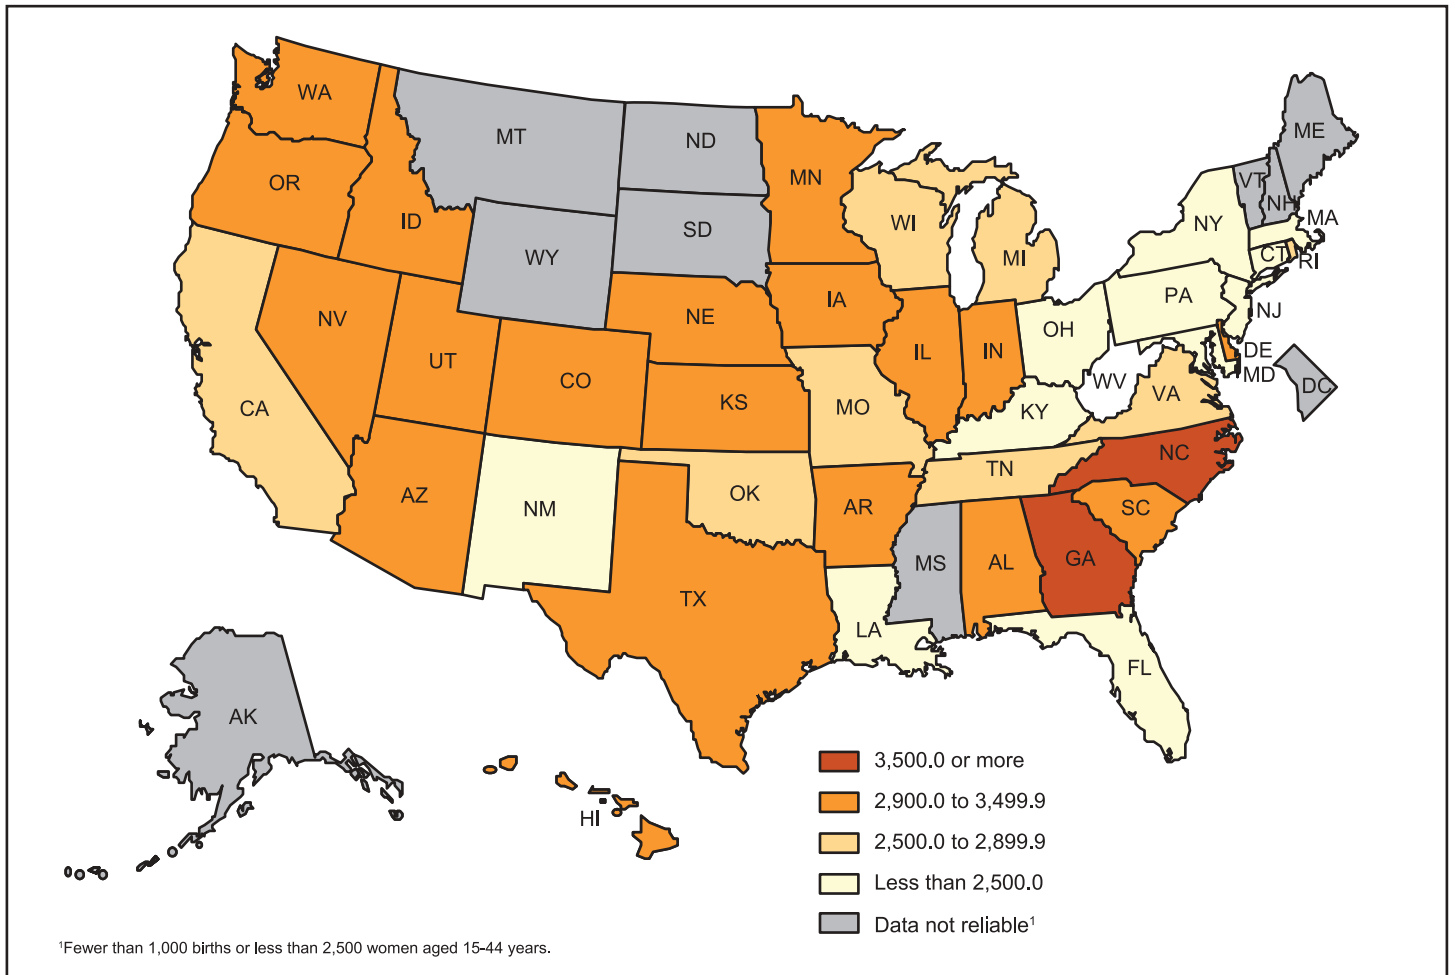 WA
MT
ND
ME
OR
MN
VT
NH
ID
SD
WI
NY
MA
WY
MI
CT
RI
NV
NE
IA
PA
NJ
UT
CO
IL
IN
OH
DE
MD
CA
KS
MO
WV
VA
DC
KY
AZ
NM
OK
TN
NC
AR
SC
MS
AL
GA
TX
LA
FL
AK
HI
3,500.0 or more
2,900.0 to 3,499.9
2,500.0 to 2,899.9
Less than 2,500.0
Data not reliable¹
¹Fewer than 1,000 births or less than 2,500 women aged 15-44 years.